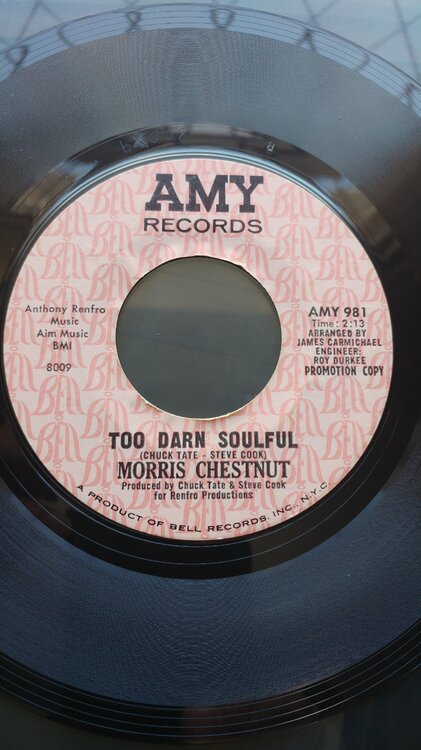 AMY
RECORDS
Anthony Renfro
Music
Aim Music
BMI
8009
AMY 981
Time: 2:13
ARRANGED BY
JAMES CARMICHAEL
ENGINEER:
ROY DURKEE
PROMOTION COPY
TOO DARN SOULFUL
(CHUCK TATE - STEVE COOK)
MORRIS CHESTNUT
Produced by Chuck Tate & Steve Cook
for Renfro Productions
A PRODUCT OF BELL RECORDS, INC., N.Y.C.